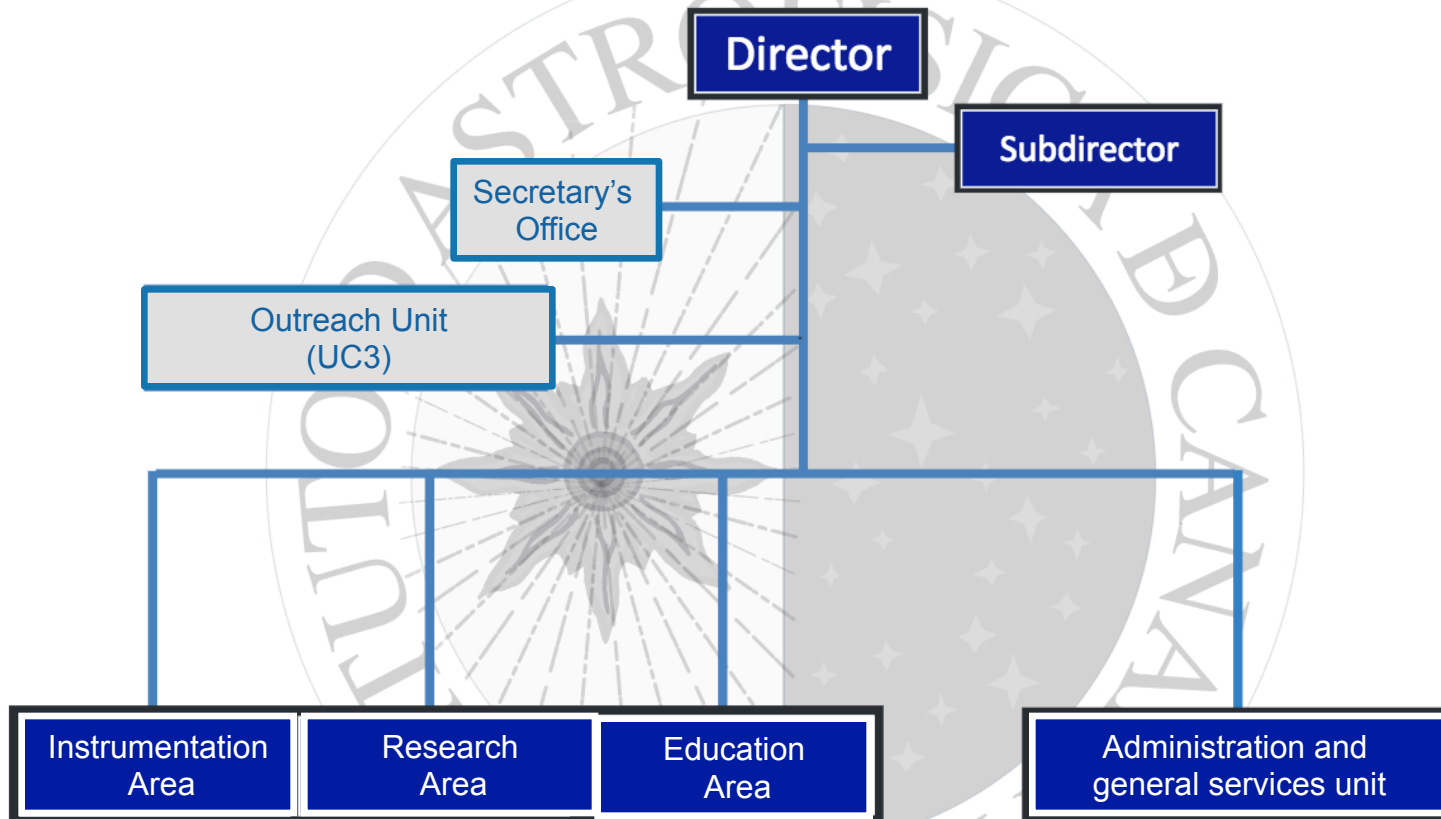 Director
Subdirector
Secretary’s
Office
Outreach Unit
(UC3)
Instrumentation
Area
Research
Area
Education
Area
Administration and
general services unit